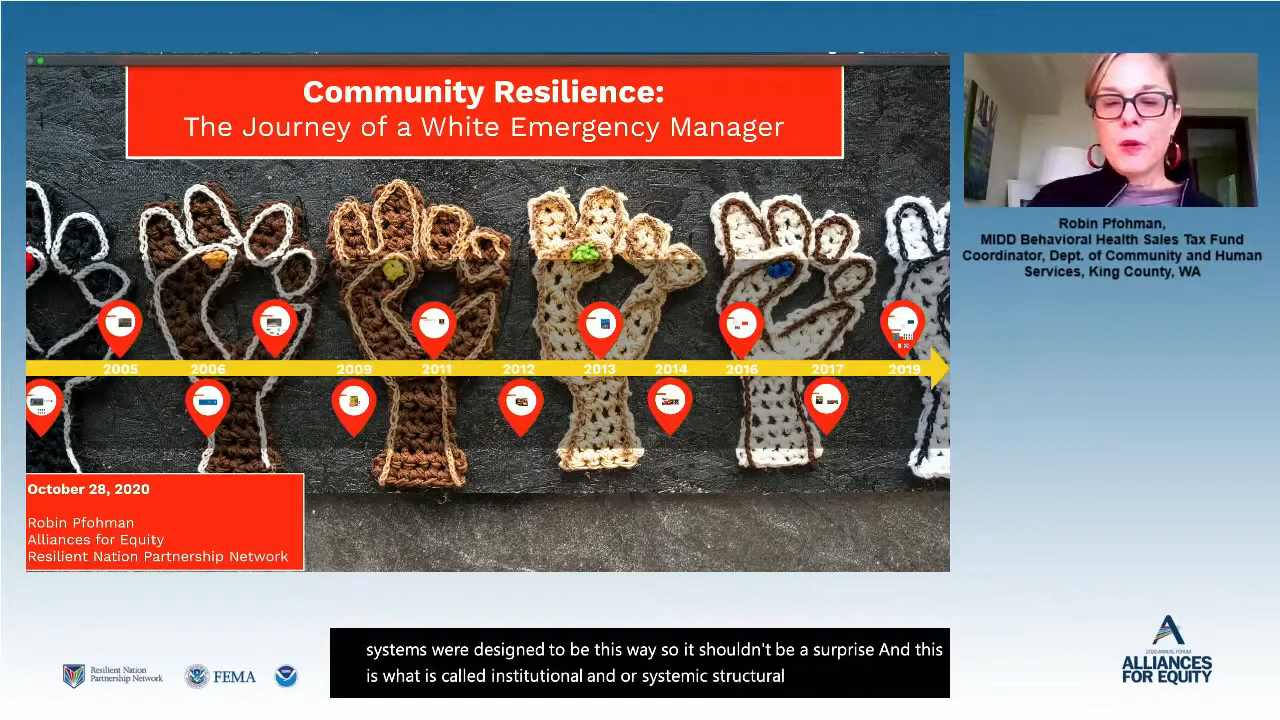 Community Resilience:
The Journey of a White Emergency Manager
2005
2006
2009
2011
2012
2013
2014
2016
2017
2019
October 28, 2020
Robin Pfohman
Alliances for Equity
Resilient Nation Partnership Network
Robin Pfohman,
MIDD Behavioral Health Sales Tax Fund
Coordinator, Dept. of Community and Human
Services, King County, WA
systems were designed to be this way so it shouldn't be a surprise And this
is what is called institutional and or systemic structural
Resilient Nation
Partnership Network
FEMA
2020 ANNUAL FORUM
ALLIANCES
FOR EQUITY